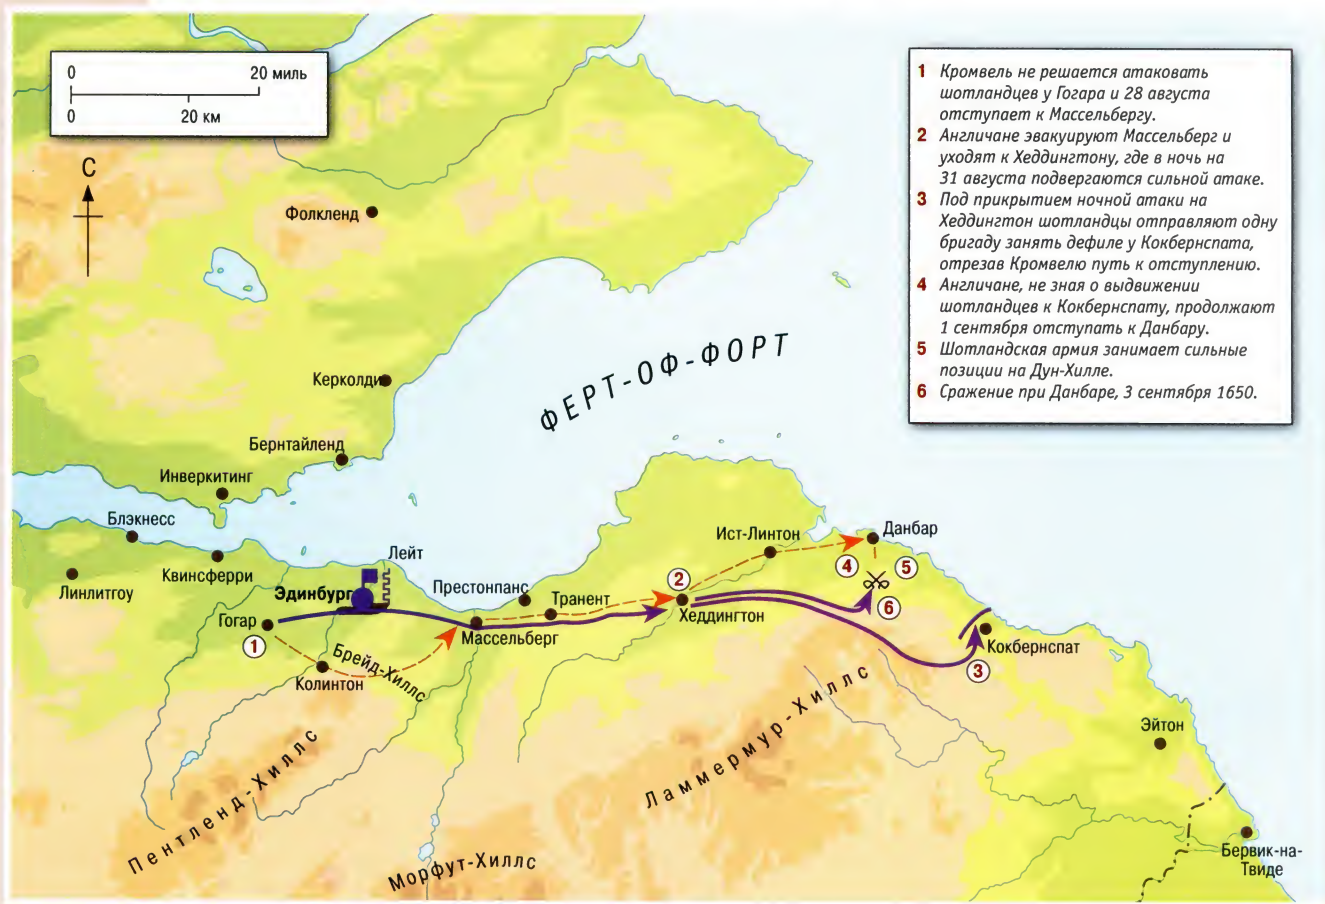 0
20 миль
0
20 км
С
1 Кромвель не решается атаковать
шотландцев у Гогара и 28 августа
отступает к Массельбергу.
2 Англичане эвакуируют Массельберг и
уходят к Хеддингтону, где в ночь на
31 августа подвергаются сильной атаке.
3 Под прикрытием ночной атаки на
Хеддингтон шотландцы отправляют одну
бригаду занять дефиле у Кокбернспата,
отрезав Кромвелю путь к отступлению.
4 Англичане, не зная о выдвижении
шотландцев к Кокбернспату, продолжают
1 сентября отступать к Данбару.
5 Шотландская армия занимает сильные
позиции на Дун-Хилле.
6 Сражение при Данбаре, 3 сентября 1650.
Фолкленд
ФЕРТ-ОФ-ФОРТ
Керколди
Бернтайленд
Инверкитинг
Блэкнесс
Квинсферри
Линлитгоу
Лейт
Эдинбург
Гогар
1
Престонпанс
Транент
Массельберг
Брейд-Хиллс
Колинтон
Ист-Линтон
Данбар
2
4
5
6
Хеддингтон
Кокбернспат
3
Пентленд-Хиллс
Ламмермур-Хиллс
Морфут-Хиллс
Эйтон
Бервик-на-
Твиде